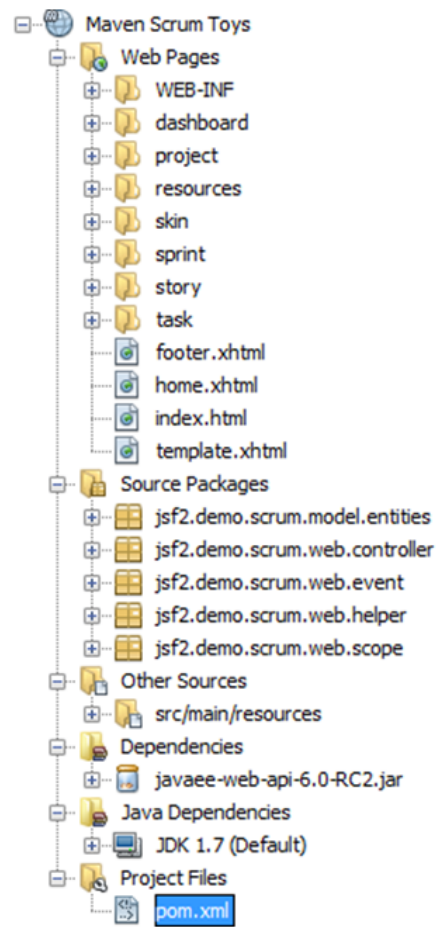 Maven Scrum Toys
Web Pages
WEB-INF
dashboard
project
resources
skin
sprint
story
task
footer.xhtml
home.xhtml
index.html
template.xhtml
Source Packages
jsf2.demo.scrum.model.entities
jsf2.demo.scrum.web.controller
jsf2.demo.scrum.web.event
jsf2.demo.scrum.web.helper
jsf2.demo.scrum.web.scope
Other Sources
src/main/resources
Dependencies
javaee-web-api-6.0-RC2.jar
Java Dependencies
JDK 1.7 (Default)
Project Files
pom.xml